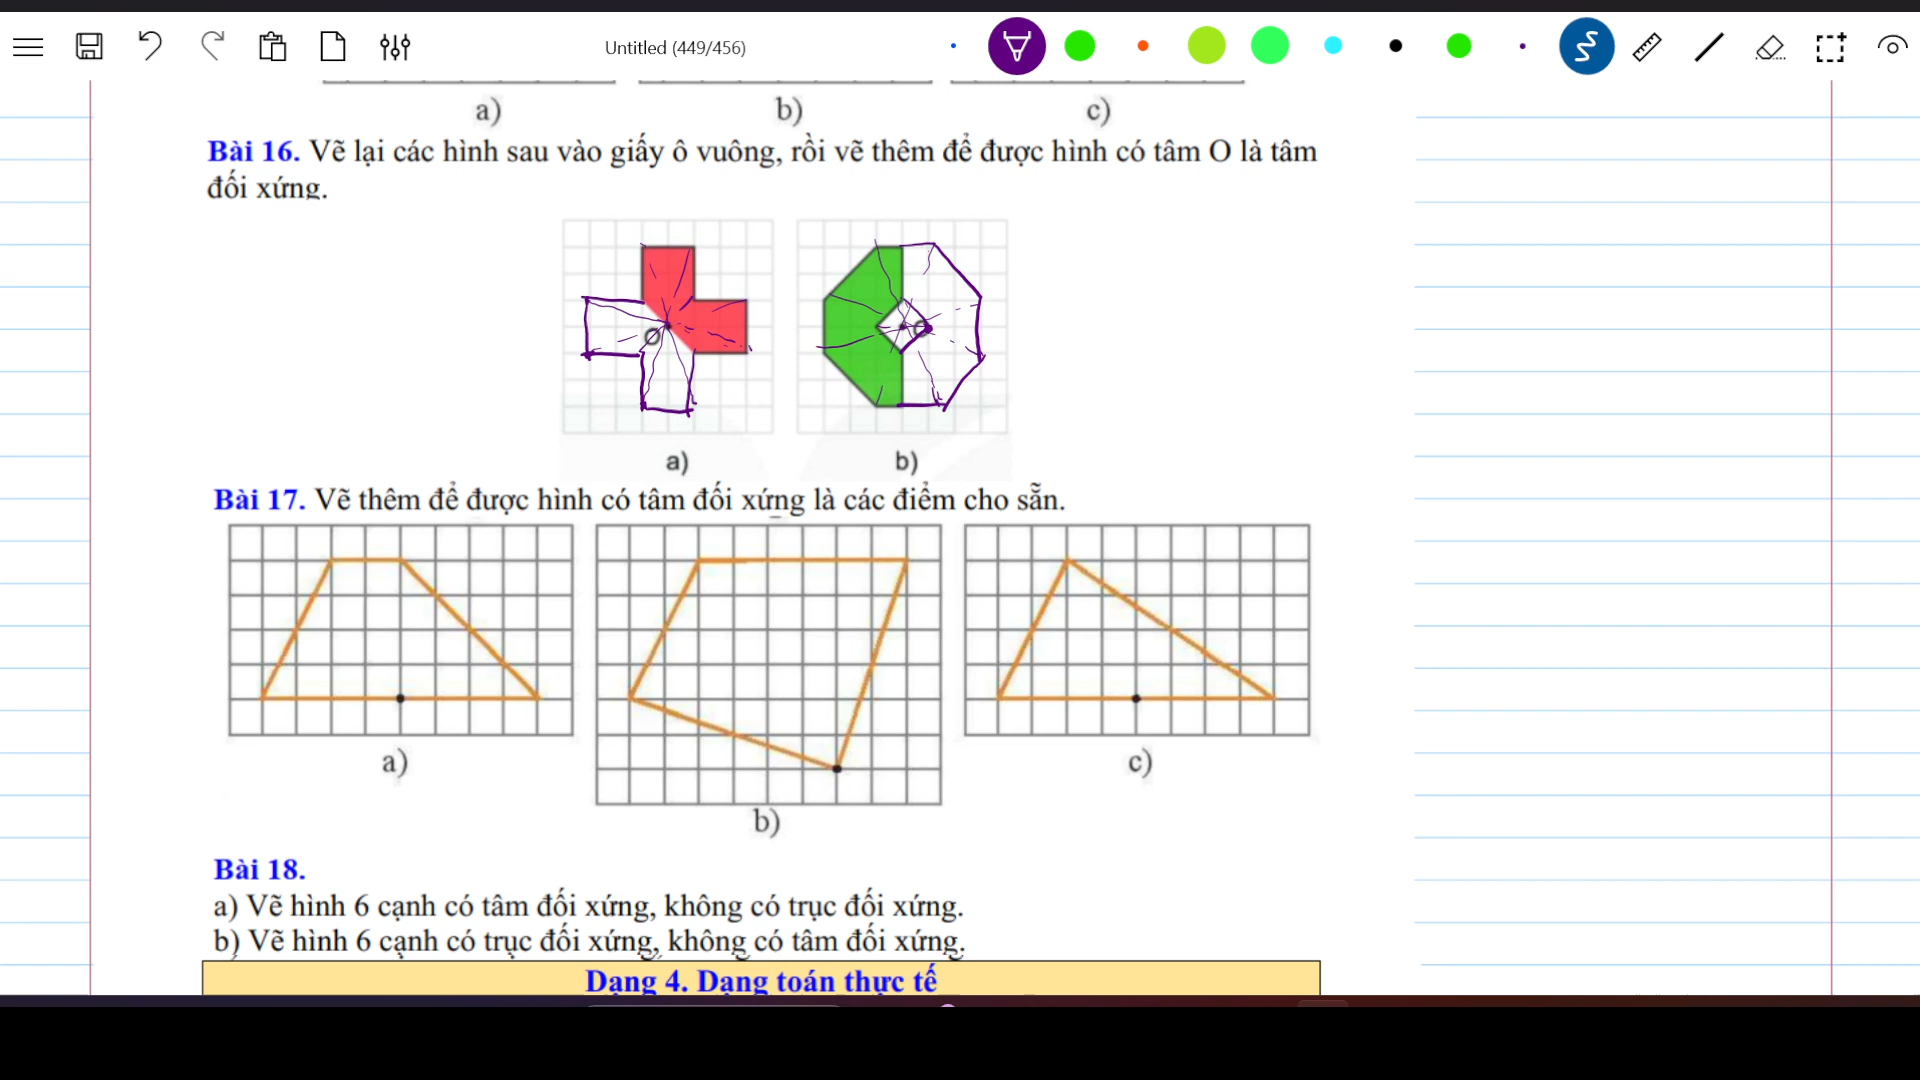 Untitled (449/456)
a) b) c)
Bài 16. Vẽ lại các hình sau vào giấy ô vuông, rồi vẽ thêm để được hình có tâm O là tâm
đối xứng.
O
a) b)
Bài 17. Vẽ thêm để được hình có tâm đối xứng là các điểm cho sẵn.
a) c)
b)
Bài 18.
a) Vẽ hình 6 cạnh có tâm đối xứng, không có trục đối xứng.
b) Vẽ hình 6 cạnh có trục đối xứng, không có tâm đối xứng.
Dạng 4. Dạng toán thực tế